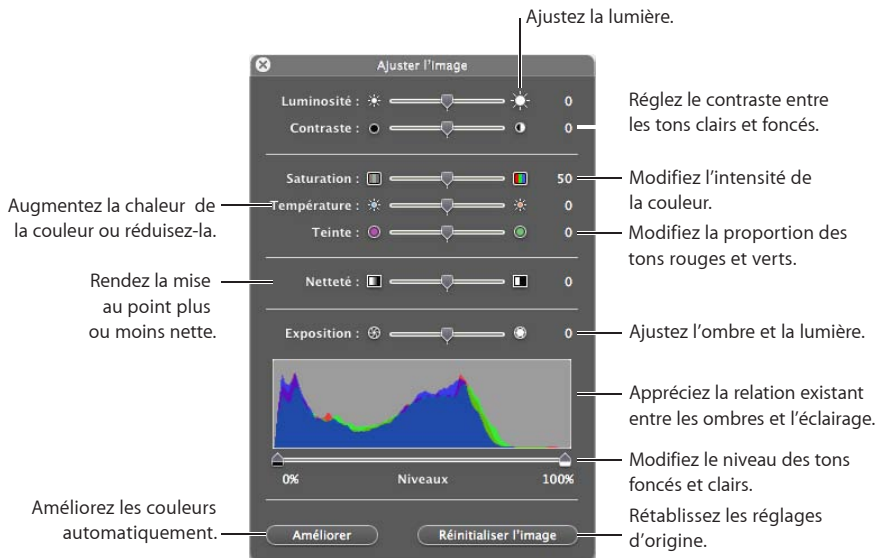 Ajustez la lumière.
Ajuster l'image
Luminosité : 0
Contraste : 0
Réglez le contraste entre
les tons clairs et foncés.
Saturation : 50
Modifiez l'intensité de
la couleur.
Augmentez la chaleur de
la couleur ou réduisez-la.
Température : 0
Teinte : 0
Modifiez la proportion des
tons rouges et verts.
Rendez la mise
au point plus
ou moins nette.
Netteté : 0
Exposition : 0
Ajustez l'ombre et la lumière.
Appréciez la relation existant
entre les ombres et l'éclairage.
Modifiez le niveau des tons
foncés et clairs.
0% Niveaux 100%
Améliorez les couleurs
automatiquement.
Améliorer
Réinitialiser l'image
Rétablissez les réglages
d'origine.